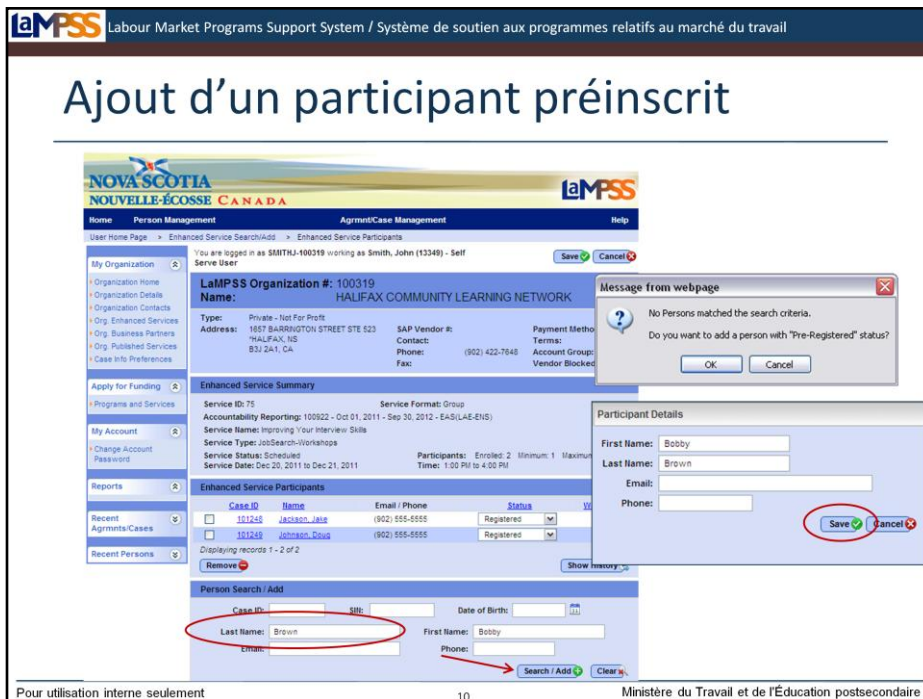 LaMPSS Labour Market Programs Support System / Système de soutien aux programmes relatifs au marché du travail
Ajout d’un participant préinscrit
NOVA SCOTIA
NOUVELLE-ÉCOSSE CANADA
LaMPSS
Home Person Management Agrmnt/Case Management Help
User Home Page > Enhanced Service Search/Add > Enhanced Service Participants
You are logged in as SMITHJ-100319 working as Smith, John (13349) - Self
Serve User
Save Cancel
My Organization
Organization Home
Organization Details
Organization Contacts
Org. Enhanced Services
Org. Business Partners
Org. Published Services
Case Info Preferences
Apply for Funding
Programs and Services
My Account
Change Account
Password
Reports
Recent
Agrmnts/Cases
Recent Persons
LaMPSS Organization #: 100319
Name: HALIFAX COMMUNITY LEARNING NETWORK
Type: Private - Not For Profit
Address: 1657 BARRINGTON STREET STE 523 SAP Vendor #: Payment Metho
*HALIFAX, NS Contact: Terms:
B3J 2A1, CA Phone: (902) 422-7648 Account Group:
Fax: Vendor Blocked
Enhanced Service Summary
Service ID: 75 Service Format: Group
Accountability Reporting: 100922 - Oct 01, 2011 - Sep 30, 2012 - EAS(LAE-ENS)
Service Name: Improving Your Interview Skills
Service Type: JobSearch-Workshops
Service Status: Scheduled Participants: Enrolled: 2 Minimum: 1 Maximum
Service Date: Dec 20, 2011 to Dec 21, 2011 Time: 1:00 PM to 4:00 PM
Enhanced Service Participants
Case ID Name Email / Phone Status
101248 Jackson, Jake (902) 555-5555 Registered
101249 Johnson, Doug (902) 555-5555 Registered
Displaying records 1 - 2 of 2
Remove Show History
Person Search / Add
Case ID: SIN: Date of Birth:
Last Name: Brown First Name: Bobby
Email: Phone:
Search / Add Clear
Message from webpage
No Persons matched the search criteria.
Do you want to add a person with "Pre-Registered" status?
OK Cancel
Participant Details
First Name: Bobby
Last Name: Brown
Email:
Phone:
Save Cancel
Pour utilisation interne seulement 10 Ministère du Travail et de l'Éducation postsecondaire